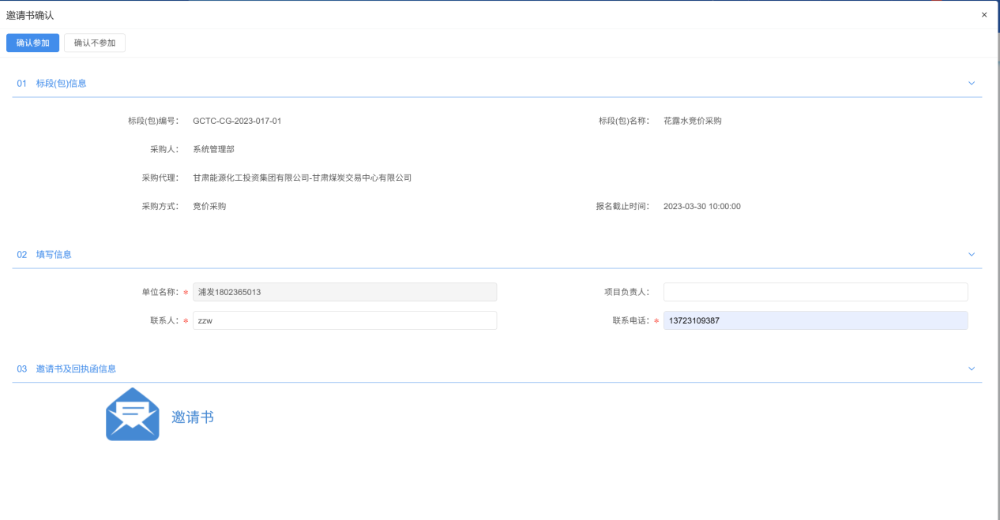 邀请书确认 ×
确认参加 确认不参加
01 标段(包)信息
标段(包)编号： GCTC-CG-2023-017-01 标段(包)名称： 花露水竞价采购
采购人： 系统管理部
采购代理： 甘肃能源化工投资集团有限公司-甘肃煤炭交易中心有限公司
采购方式： 竞价采购 报名截止时间： 2023-03-30 10:00:00
02 填写信息
单位名称：* 浦发1802365013 项目负责人：
联系人：* zzw 联系电话：* 13723109387
03 邀请书及回执函信息
邀请书